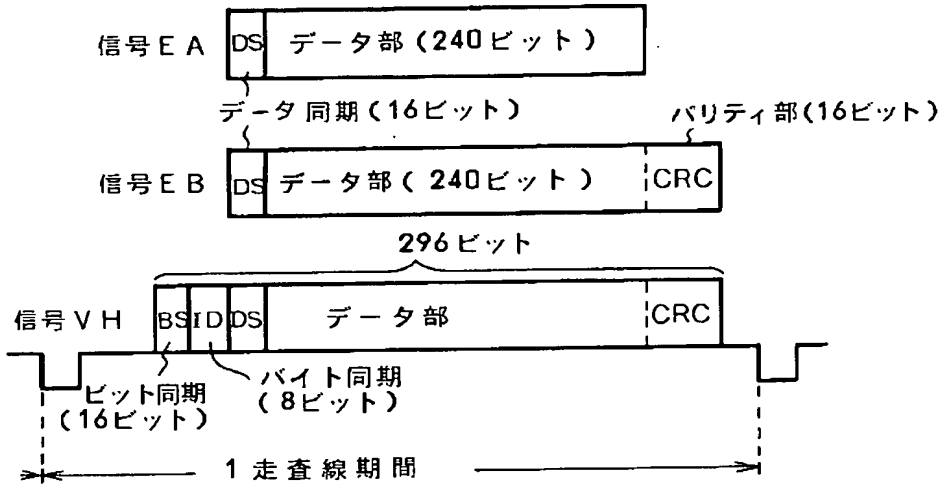 信号EA
DS
データ部(240ビット)
データ同期(16ビット)
パリティ部(16ビット)
信号EB
DS
データ部(240ビット)
CRC
296ビット
信号VH
BS
ID
DS
データ部
CRC
ビット同期
(16ビット)
バイト同期
(8ビット)
1走査線期間